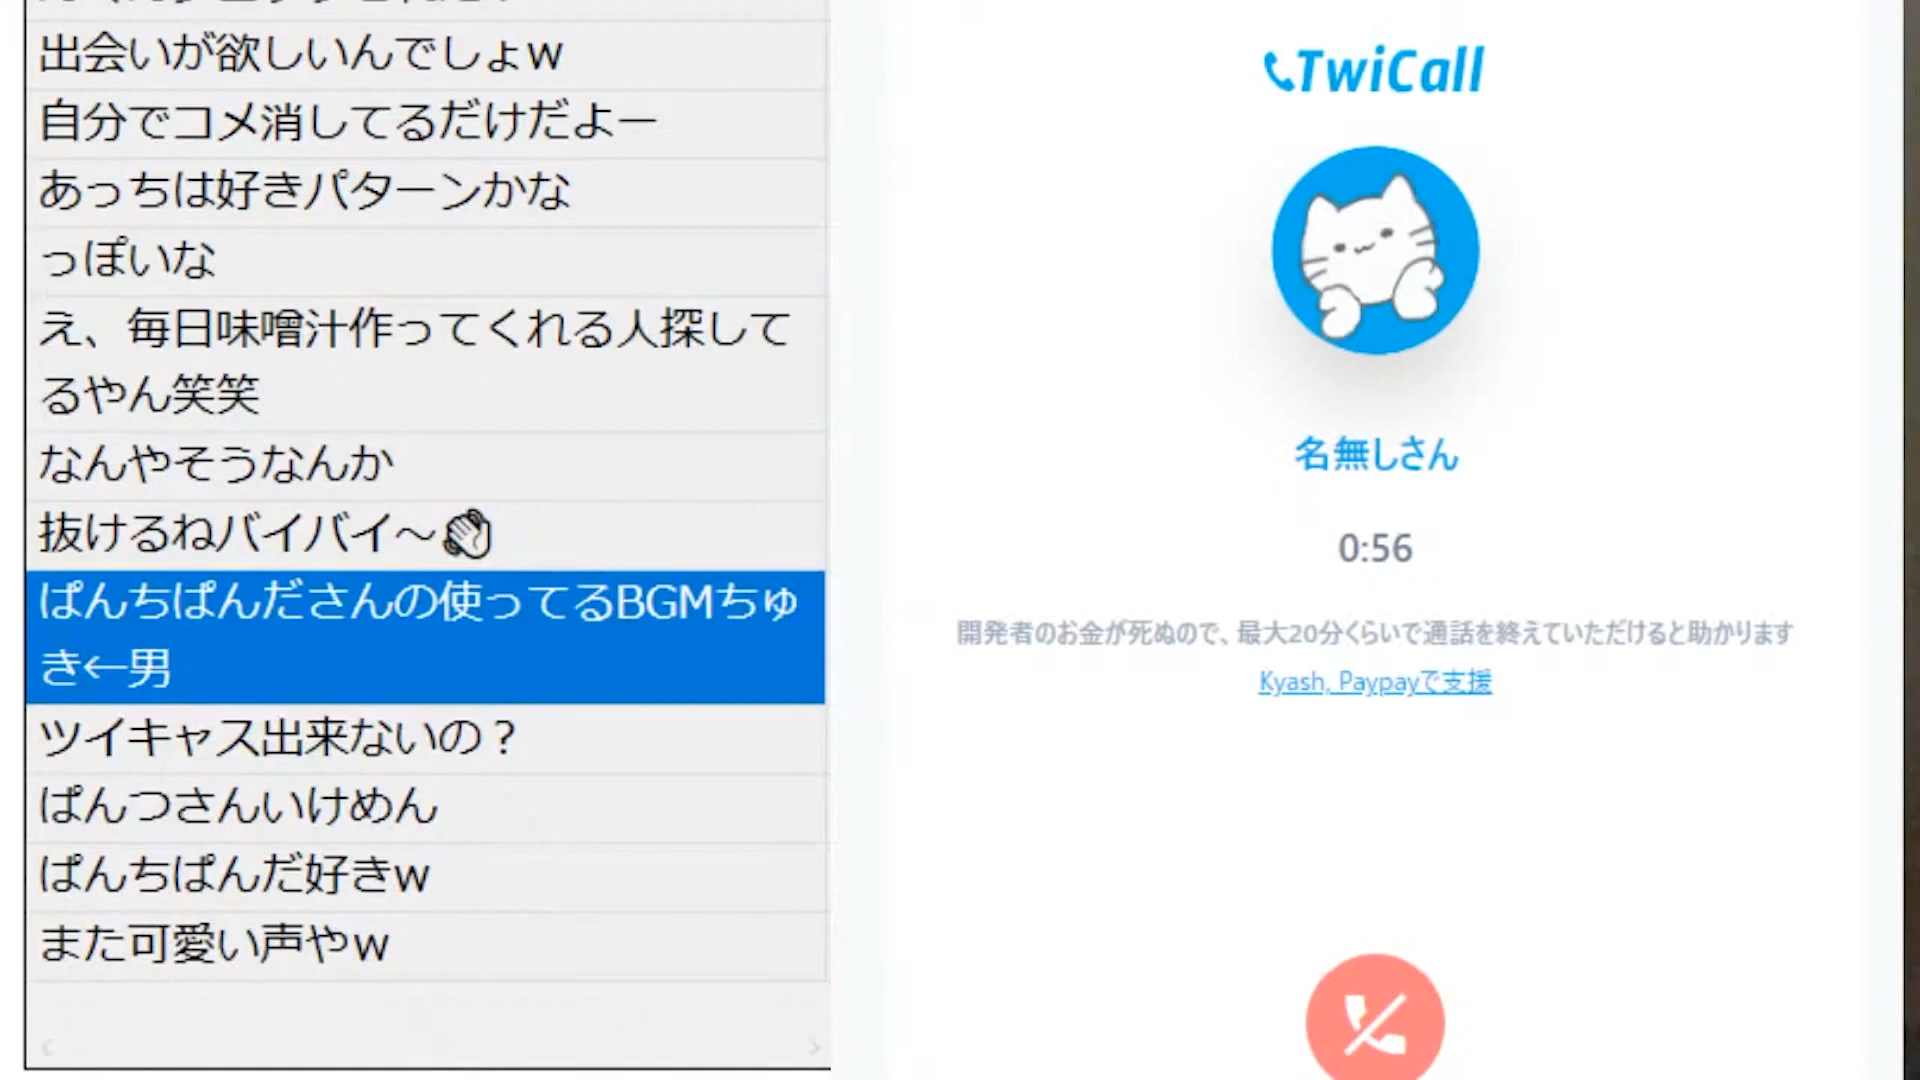 出会いが欲しいんでしょw
自分でコメ消してるだけだよー
あっちは好きパターンかな
っぽいな
え、毎日味噌汁作ってくれる人探して
るやん笑笑
なんやそうなんか
抜けるねバイバイ〜👋
ぱんちぱんださんの使ってるBGMちゅ
き←男
ツイキャス出来ないの？
ぱんつさんいけめん
ぱんちぱんだ好きw
また可愛い声やw
TwiCall
名無しさん
0:56
開発者のお金が死ぬので、最大20分くらいで通話を終えていただけると助かります
Kyash, Paypayで支援